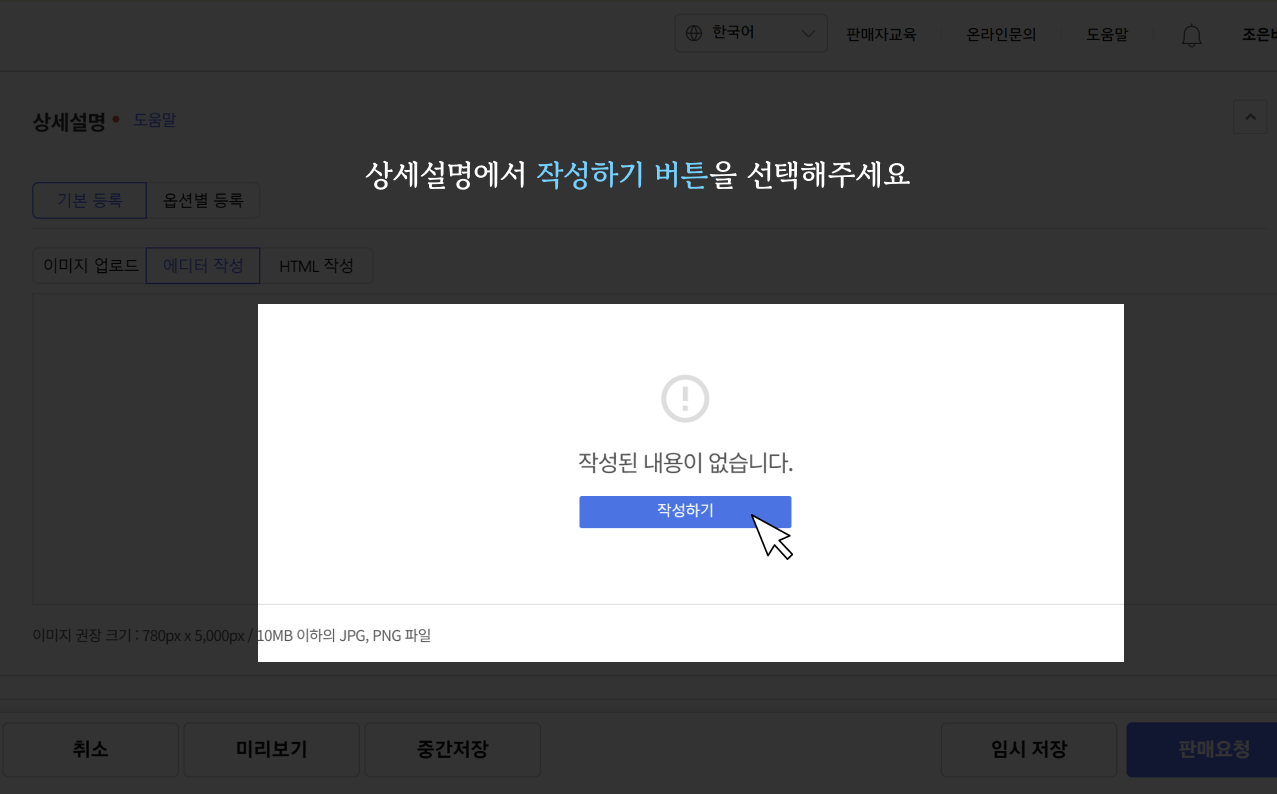 한국어 판매자교육 온라인문의 도움말
상세설명 도움말
상세설명에서 작성하기 버튼을 선택해주세요
기본 등록 옵션별 등록
이미지 업로드 에디터 작성 HTML 작성
작성된 내용이 없습니다.
작성하기
이미지 권장 크기 : 780px x 5,000px / 10MB 이하의 JPG, PNG 파일
취소 미리보기 중간저장 임시 저장 판매요청